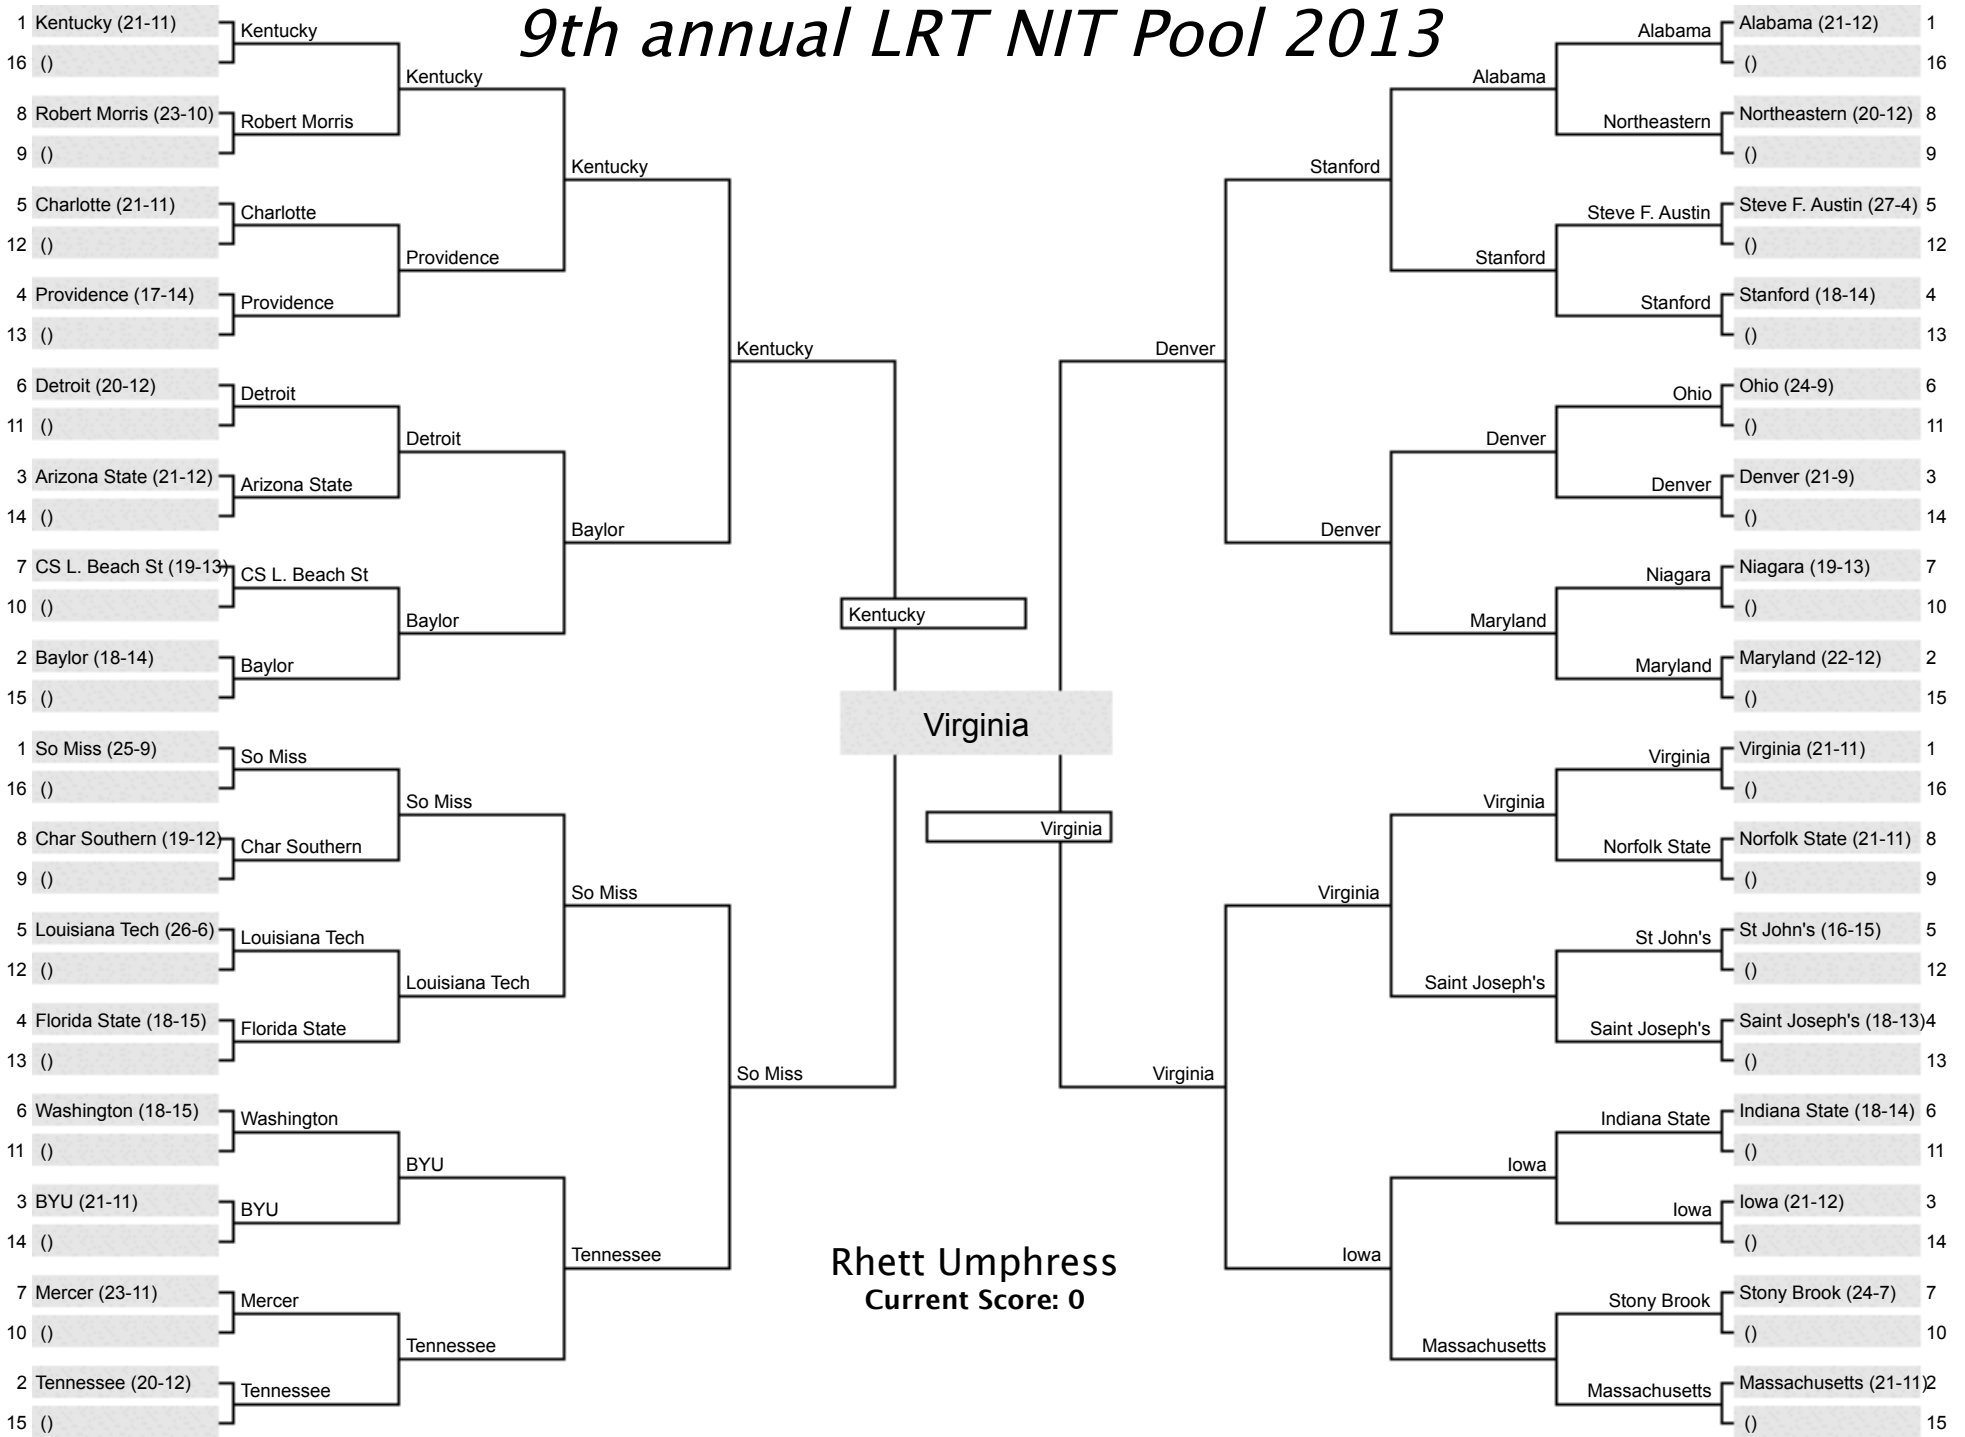 9th annual LRT NIT Pool 2013
1 Kentucky (21-11)
16 ()
8 Robert Morris (23-10)
9 ()
5 Charlotte (21-11)
12 ()
4 Providence (17-14)
13 ()
6 Detroit (20-12)
11 ()
3 Arizona State (21-12)
14 ()
7 CS L. Beach St (19-13)
10 ()
2 Baylor (18-14)
15 ()
1 So Miss (25-9)
16 ()
8 Char Southern (19-12)
9 ()
5 Louisiana Tech (26-6)
12 ()
4 Florida State (18-15)
13 ()
6 Washington (18-15)
11 ()
3 BYU (21-11)
14 ()
7 Mercer (23-11)
10 ()
2 Tennessee (20-12)
15 ()
Kentucky
Robert Morris
Charlotte
Providence
Detroit
Arizona State
CS L. Beach St
Baylor
So Miss
Char Southern
Louisiana Tech
Florida State
Washington
BYU
Mercer
Tennessee
Kentucky
Providence
Detroit
Baylor
So Miss
Louisiana Tech
BYU
Tennessee
Kentucky
Baylor
So Miss
Tennessee
Kentucky
So Miss
Kentucky
Virginia
Virginia
Rhett Umphress
Current Score: 0
Denver
Virginia
Stanford
Denver
Virginia
Iowa
Alabama
Stanford
Denver
Maryland
Virginia
Saint Joseph's
Iowa
Massachusetts
Alabama
Northeastern
Steve F. Austin
Stanford
Ohio
Denver
Niagara
Maryland
Virginia
Norfolk State
St John's
Saint Joseph's
Indiana State
Iowa
Stony Brook
Massachusetts
Alabama (21-12) 1
() 16
Northeastern (20-12) 8
() 9
Steve F. Austin (27-4) 5
() 12
Stanford (18-14) 4
() 13
Ohio (24-9) 6
() 11
Denver (21-9) 3
() 14
Niagara (19-13) 7
() 10
Maryland (22-12) 2
() 15
Virginia (21-11) 1
() 16
Norfolk State (21-11) 8
() 9
St John's (16-15) 5
() 12
Saint Joseph's (18-13) 4
() 13
Indiana State (18-14) 6
() 11
Iowa (21-12) 3
() 14
Stony Brook (24-7) 7
() 10
Massachusetts (21-11) 2
() 15